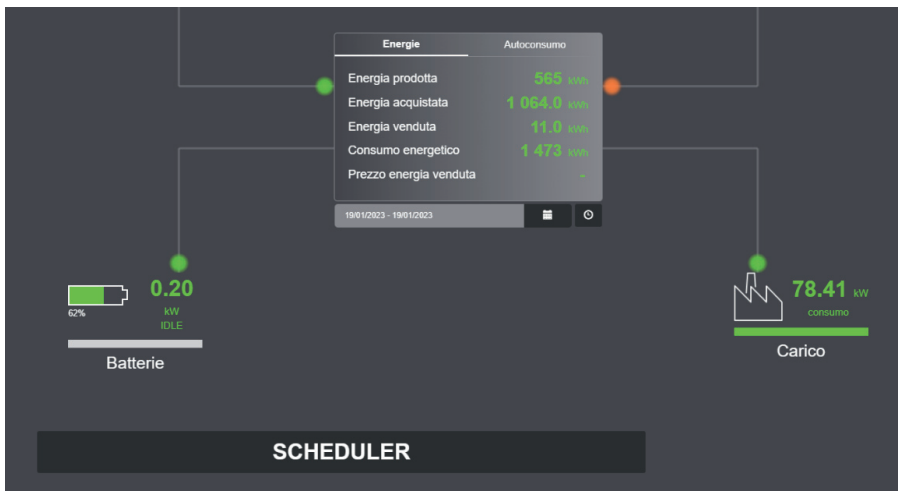 Energie Autoconsumo
Energia prodotta 565 kWh
Energia acquistata 1 064.0 kWh
Energia venduta 11.0 kWh
Consumo energetico 1 473 kWh
Prezzo energia venduta -
19/01/2023 - 19/01/2023
0.20
kW
IDLE
62%
Batterie
78.41 kW
consumo
Carico
SCHEDULER